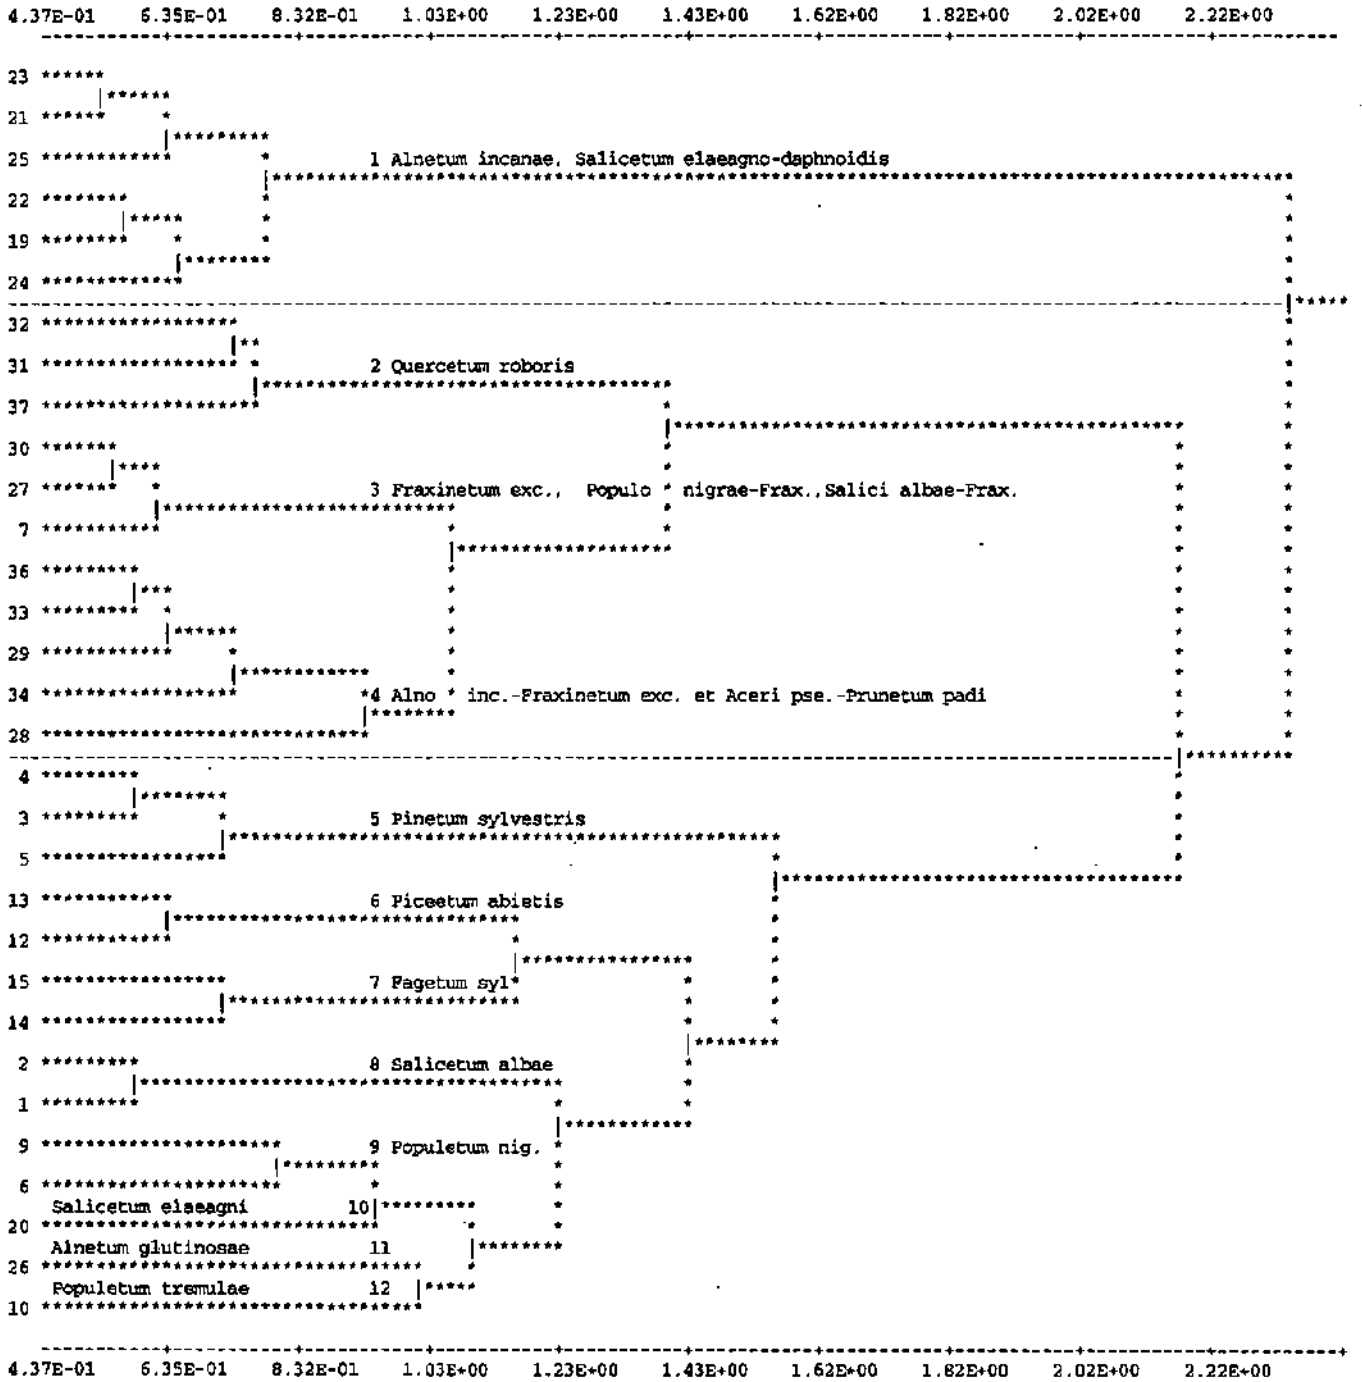 4.37E-01 6.35E-01 8.32E-01 1.03E+00 1.23E+00 1.43E+00 1.62E+00 1.82E+00 2.02E+00 2.22E+00
23
21
25
1 Alnetum incanae, Salicetum elaeagno-daphnoidis
22
19
24
32
31
2 Quercetum roboris
37
30
27
3 Fraxinetum exc., Populo nigrae-Frax.,Salici albae-Frax.
7
36
33
29
34
4 Alno inc.-Fraxinetum exc. et Aceri pse.-Prunetum padi
28
4
3
5 Pinetum sylvestris
5
13
6 Piceetum abietis
12
15
7 Fagetum syl
14
2
8 Salicetum albae
1
9
9 Populetum nig.
6
Salicetum elaeagni 10
20
Alnetum glutinosae 11
26
Populetum tremulae 12
10
4.37E-01 6.35E-01 8.32E-01 1.03E+00 1.23E+00 1.43E+00 1.62E+00 1.82E+00 2.02E+00 2.22E+00